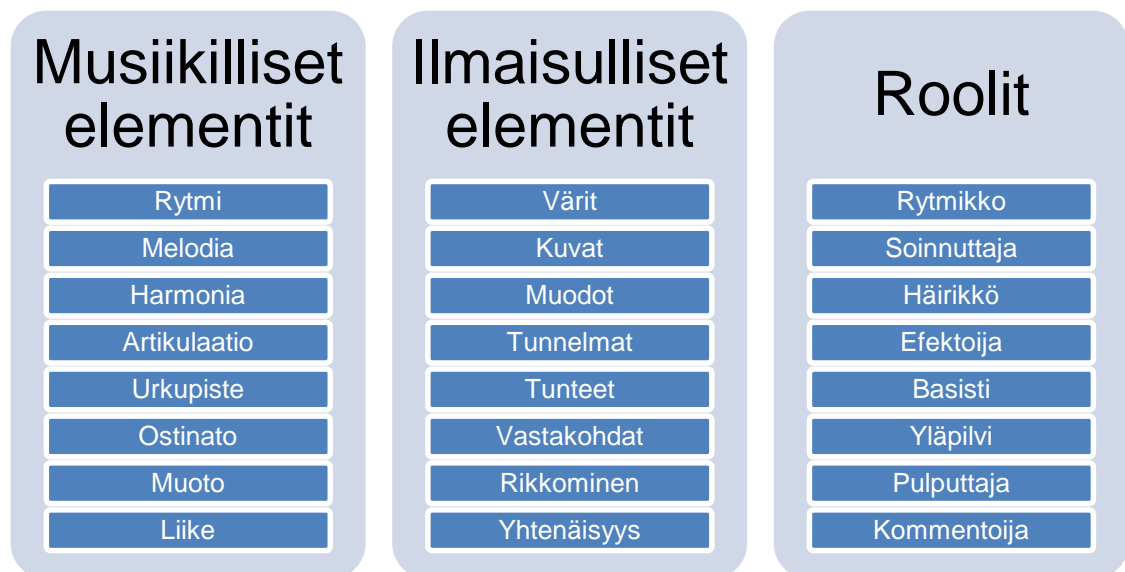 Musiikilliset
elementit
Rytmi
Melodia
Harmonia
Artikulaatio
Urkupiste
Ostinato
Muoto
Liike
Ilmaisulliset
elementit
Värit
Kuvat
Muodot
Tunnelmat
Tunteet
Vastakohdat
Rikkominen
Yhtenäisyys
Roolit
Rytmikko
Soinnuttaja
Häirikkö
Efektoija
Basisti
Yläpilvi
Pulputtaja
Kommentoija